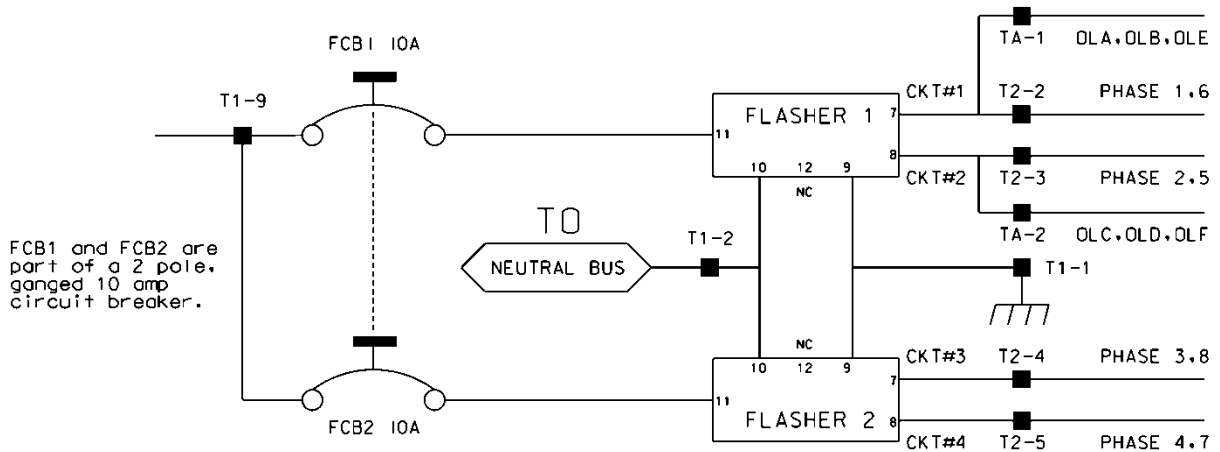 TA-1 OLA,OLB,OLE
FCB1 10A
T1-9
CKT#1 T2-2 PHASE 1,6
FLASHER 1
7
11
8
10 12 9
NC
CKT#2 T2-3 PHASE 2,5
TA-2 OLC,OLD,OLF
TO
NEUTRAL BUS
T1-2
T1-1
FCB1 and FCB2 are
part of a 2 pole,
ganged 10 amp
circuit breaker.
NC
10 12 9
CKT#3 T2-4 PHASE 3,8
7
11
FLASHER 2
8
FCB2 10A
CKT#4 T2-5 PHASE 4,7